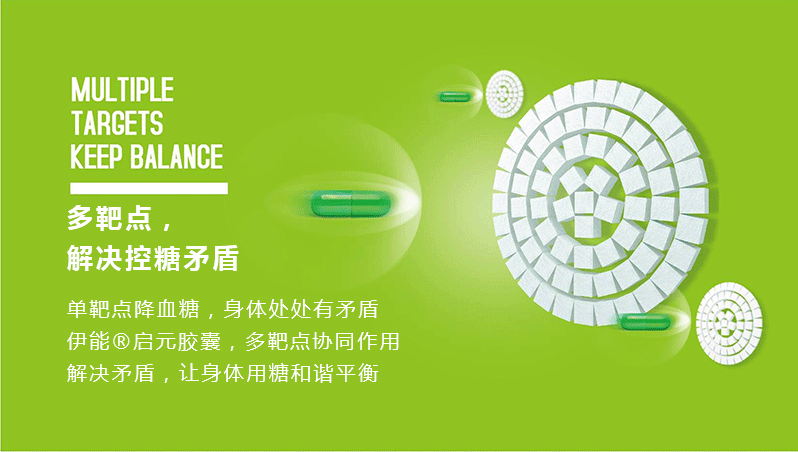 MULTIPLE
TARGETS
KEEP BALANCE
多靶点，
解决控糖矛盾
单靶点降血糖，身体处处有矛盾
伊能®启元胶囊，多靶点协同作用
解决矛盾，让身体用糖和谐平衡